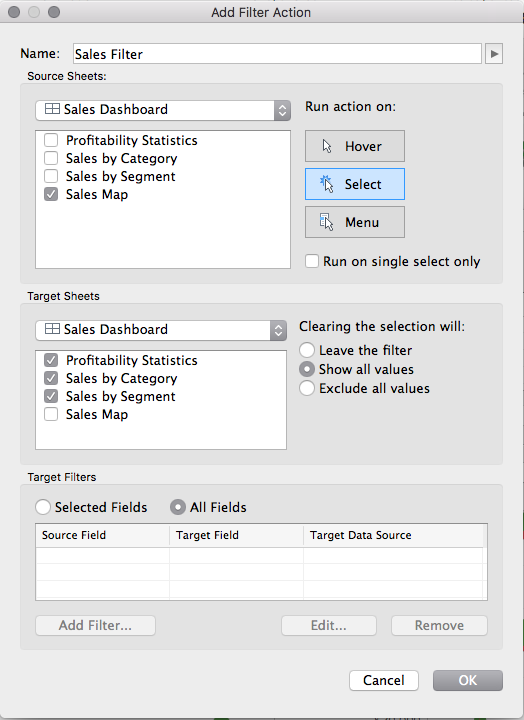 Add Filter Action
Name: Sales Filter
Source Sheets:
Sales Dashboard
Profitability Statistics
Sales by Category
Sales by Segment
Sales Map
Run action on:
Hover
Select
Menu
Run on single select only
Target Sheets
Sales Dashboard
Profitability Statistics
Sales by Category
Sales by Segment
Sales Map
Clearing the selection will:
Leave the filter
Show all values
Exclude all values
Target Filters
Selected Fields All Fields
Source Field Target Field Target Data Source
Add Filter... Edit... Remove
Cancel OK